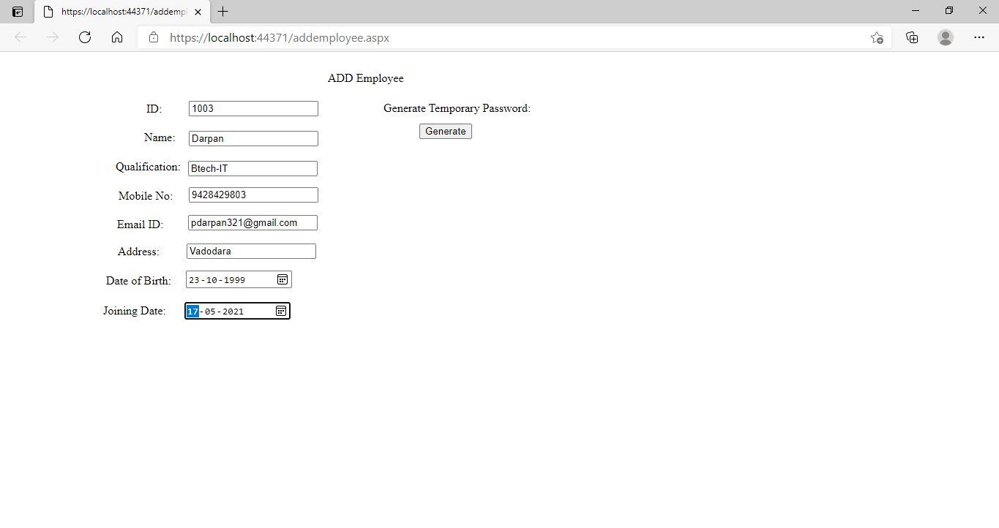 https://localhost:44371/addempl
https://localhost:44371/addemployee.aspx
ADD Employee
ID: 1003 Generate Temporary Password:
Generate
Name: Darpan
Qualification: Btech-IT
Mobile No: 9428429803
Email ID: pdarpan321@gmail.com
Address: Vadodara
Date of Birth: 23-10-1999
Joining Date: 17-05-2021